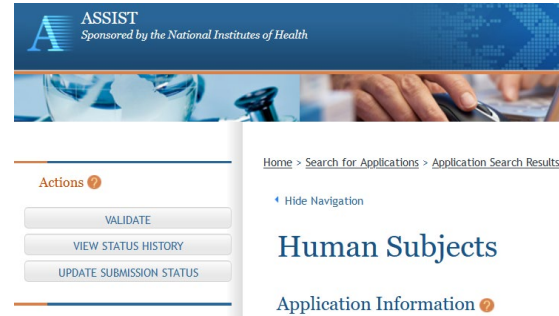 ASSIST
Sponsored by the National Institutes of Health
Home > Search for Applications > Application Search Results
Actions ?
Hide Navigation
VALIDATE
VIEW STATUS HISTORY
UPDATE SUBMISSION STATUS
Human Subjects
Application Information ?